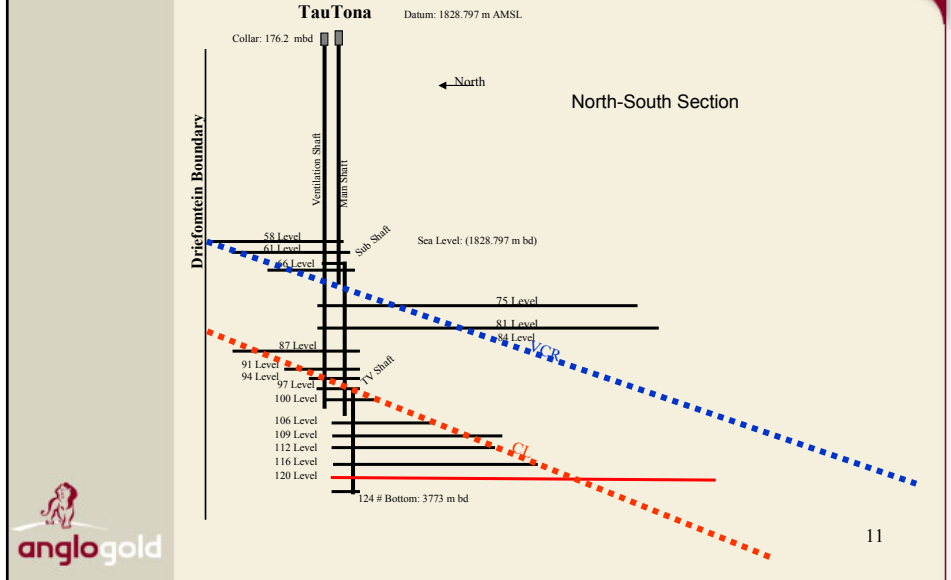 TauTona
Datum: 1828.797 m AMSL
Collar: 176.2 mbd
North
North-South Section
Driefomtein Boundary
Ventilation Shaft
Main Shaft
Sub Shaft
58 Level
Sea Level: (1828.797 m bd)
61 Level
66 Level
75 Level
81 Level
84 Level
VCR
87 Level
91 Level
TV Shaft
94 Level
97 Level
100 Level
106 Level
109 Level
112 Level
CL
116 Level
120 Level
124 # Bottom: 3773 m bd
anglogold
11